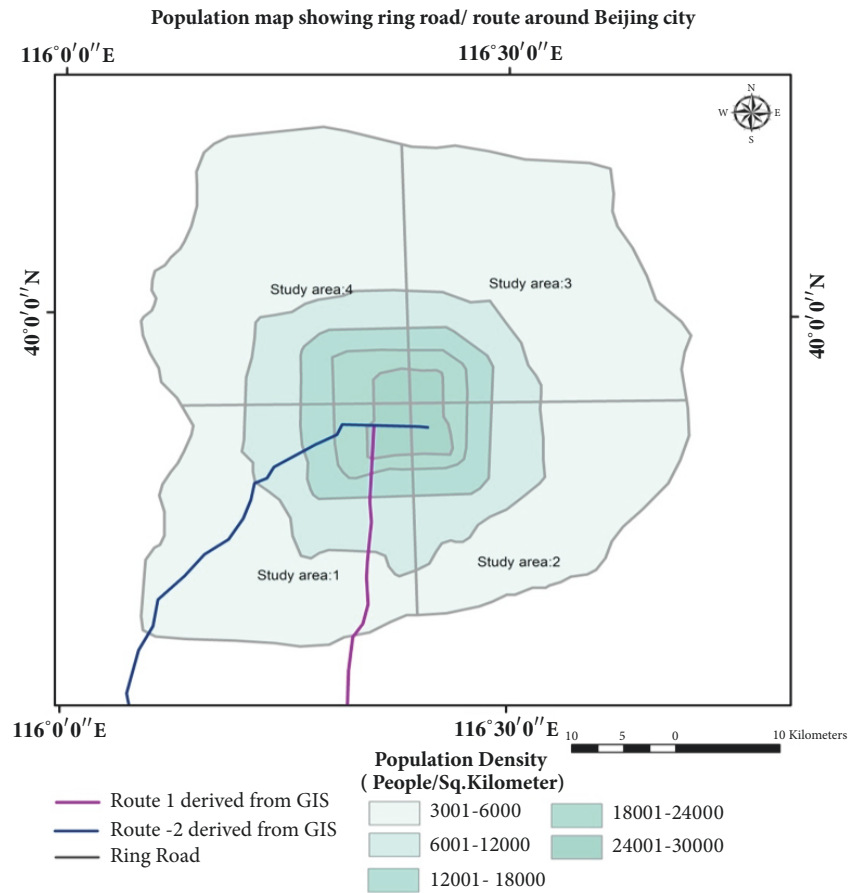 Population map showing ring road/ route around Beijing city
116°0'0''E 116°30'0''E
N
W E
S
Study area:4 Study area:3
40°0'0''N 40°0'0''N
Study area:1 Study area:2
116°0'0''E 116°30'0''E
10 5 0 10 Kilometers
Population Density
( People/Sq.Kilometer)
Route 1 derived from GIS
Route -2 derived from GIS
Ring Road
3001-6000
6001-12000
12001- 18000
18001-24000
24001-30000